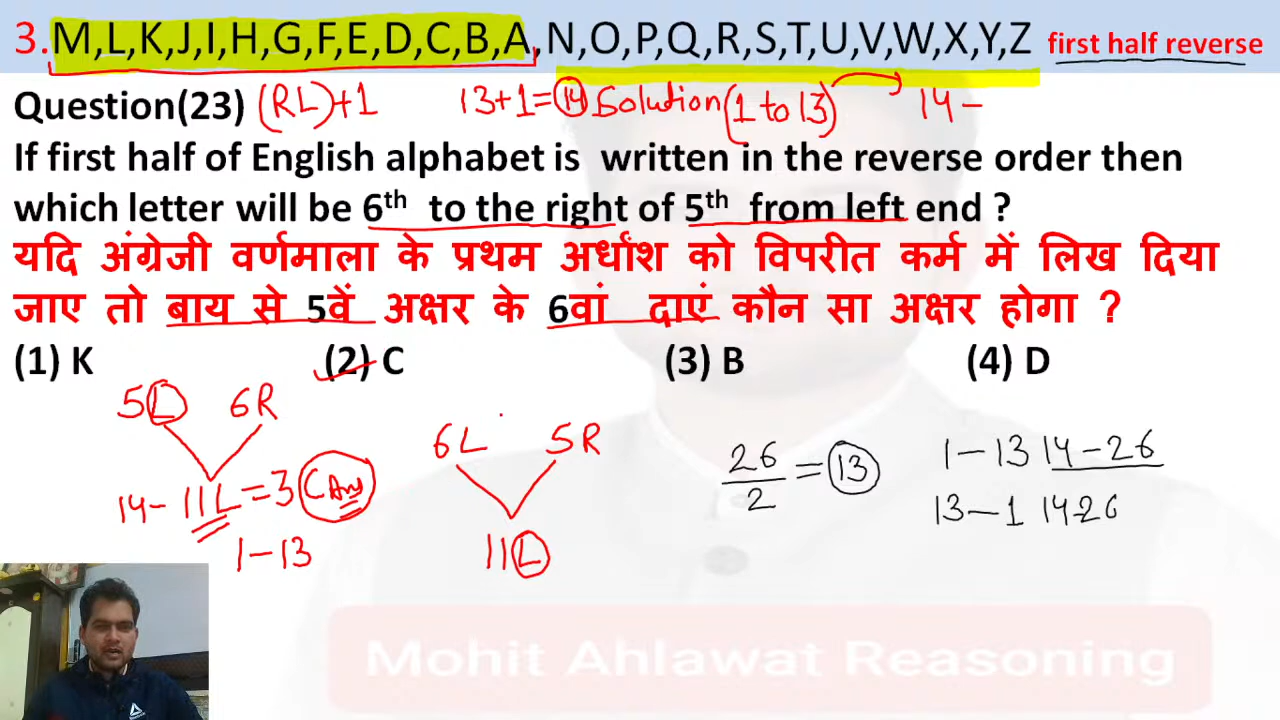 3.M,L,K,J,I,H,G,F,E,D,C,B,A,N,O,P,Q,R,S,T,U,V,W,X,Y,Z first half reverse
Question(23) (RL)+1 13+1=14 Solution (1 to 13) 14-
If first half of English alphabet is written in the reverse order then
which letter will be 6th to the right of 5th from left end ?
यदि अंग्रेजी वर्णमाला के प्रथम अर्धांश को विपरीत कर्म में लिख दिया
जाए तो बाय से 5वें अक्षर के 6वां दाएं कौन सा अक्षर होगा ?
(1) K (2) C (3) B (4) D
5L 6R
14-11L=3 C Ans
1-13
6L 5R
11L
26/2=13
1-13 14-26
13-1 1426
Mohit Ahlawat Reasoning